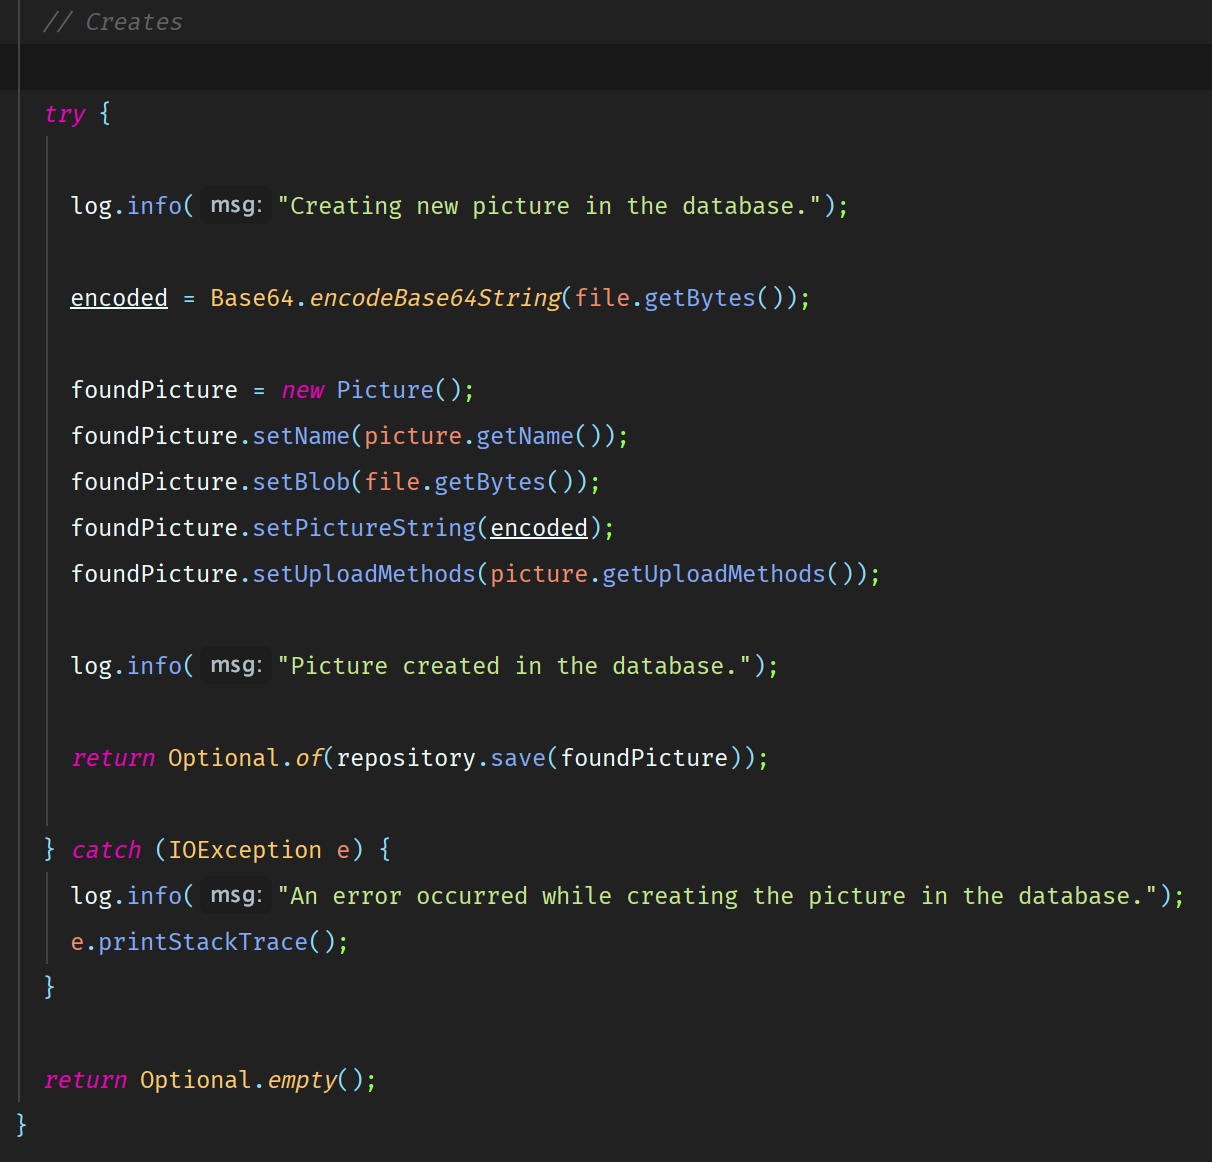 // Creates
try {
log.info( msg: "Creating new picture in the database.");
encoded = Base64.encodeBase64String(file.getBytes());
foundPicture = new Picture();
foundPicture.setName(picture.getName());
foundPicture.setBlob(file.getBytes());
foundPicture.setPictureString(encoded);
foundPicture.setUploadMethods(picture.getUploadMethods());
log.info( msg: "Picture created in the database.");
return Optional.of(repository.save(foundPicture));
} catch (IOException e) {
log.info( msg: "An error occurred while creating the picture in the database.");
e.printStackTrace();
}
return Optional.empty();
}